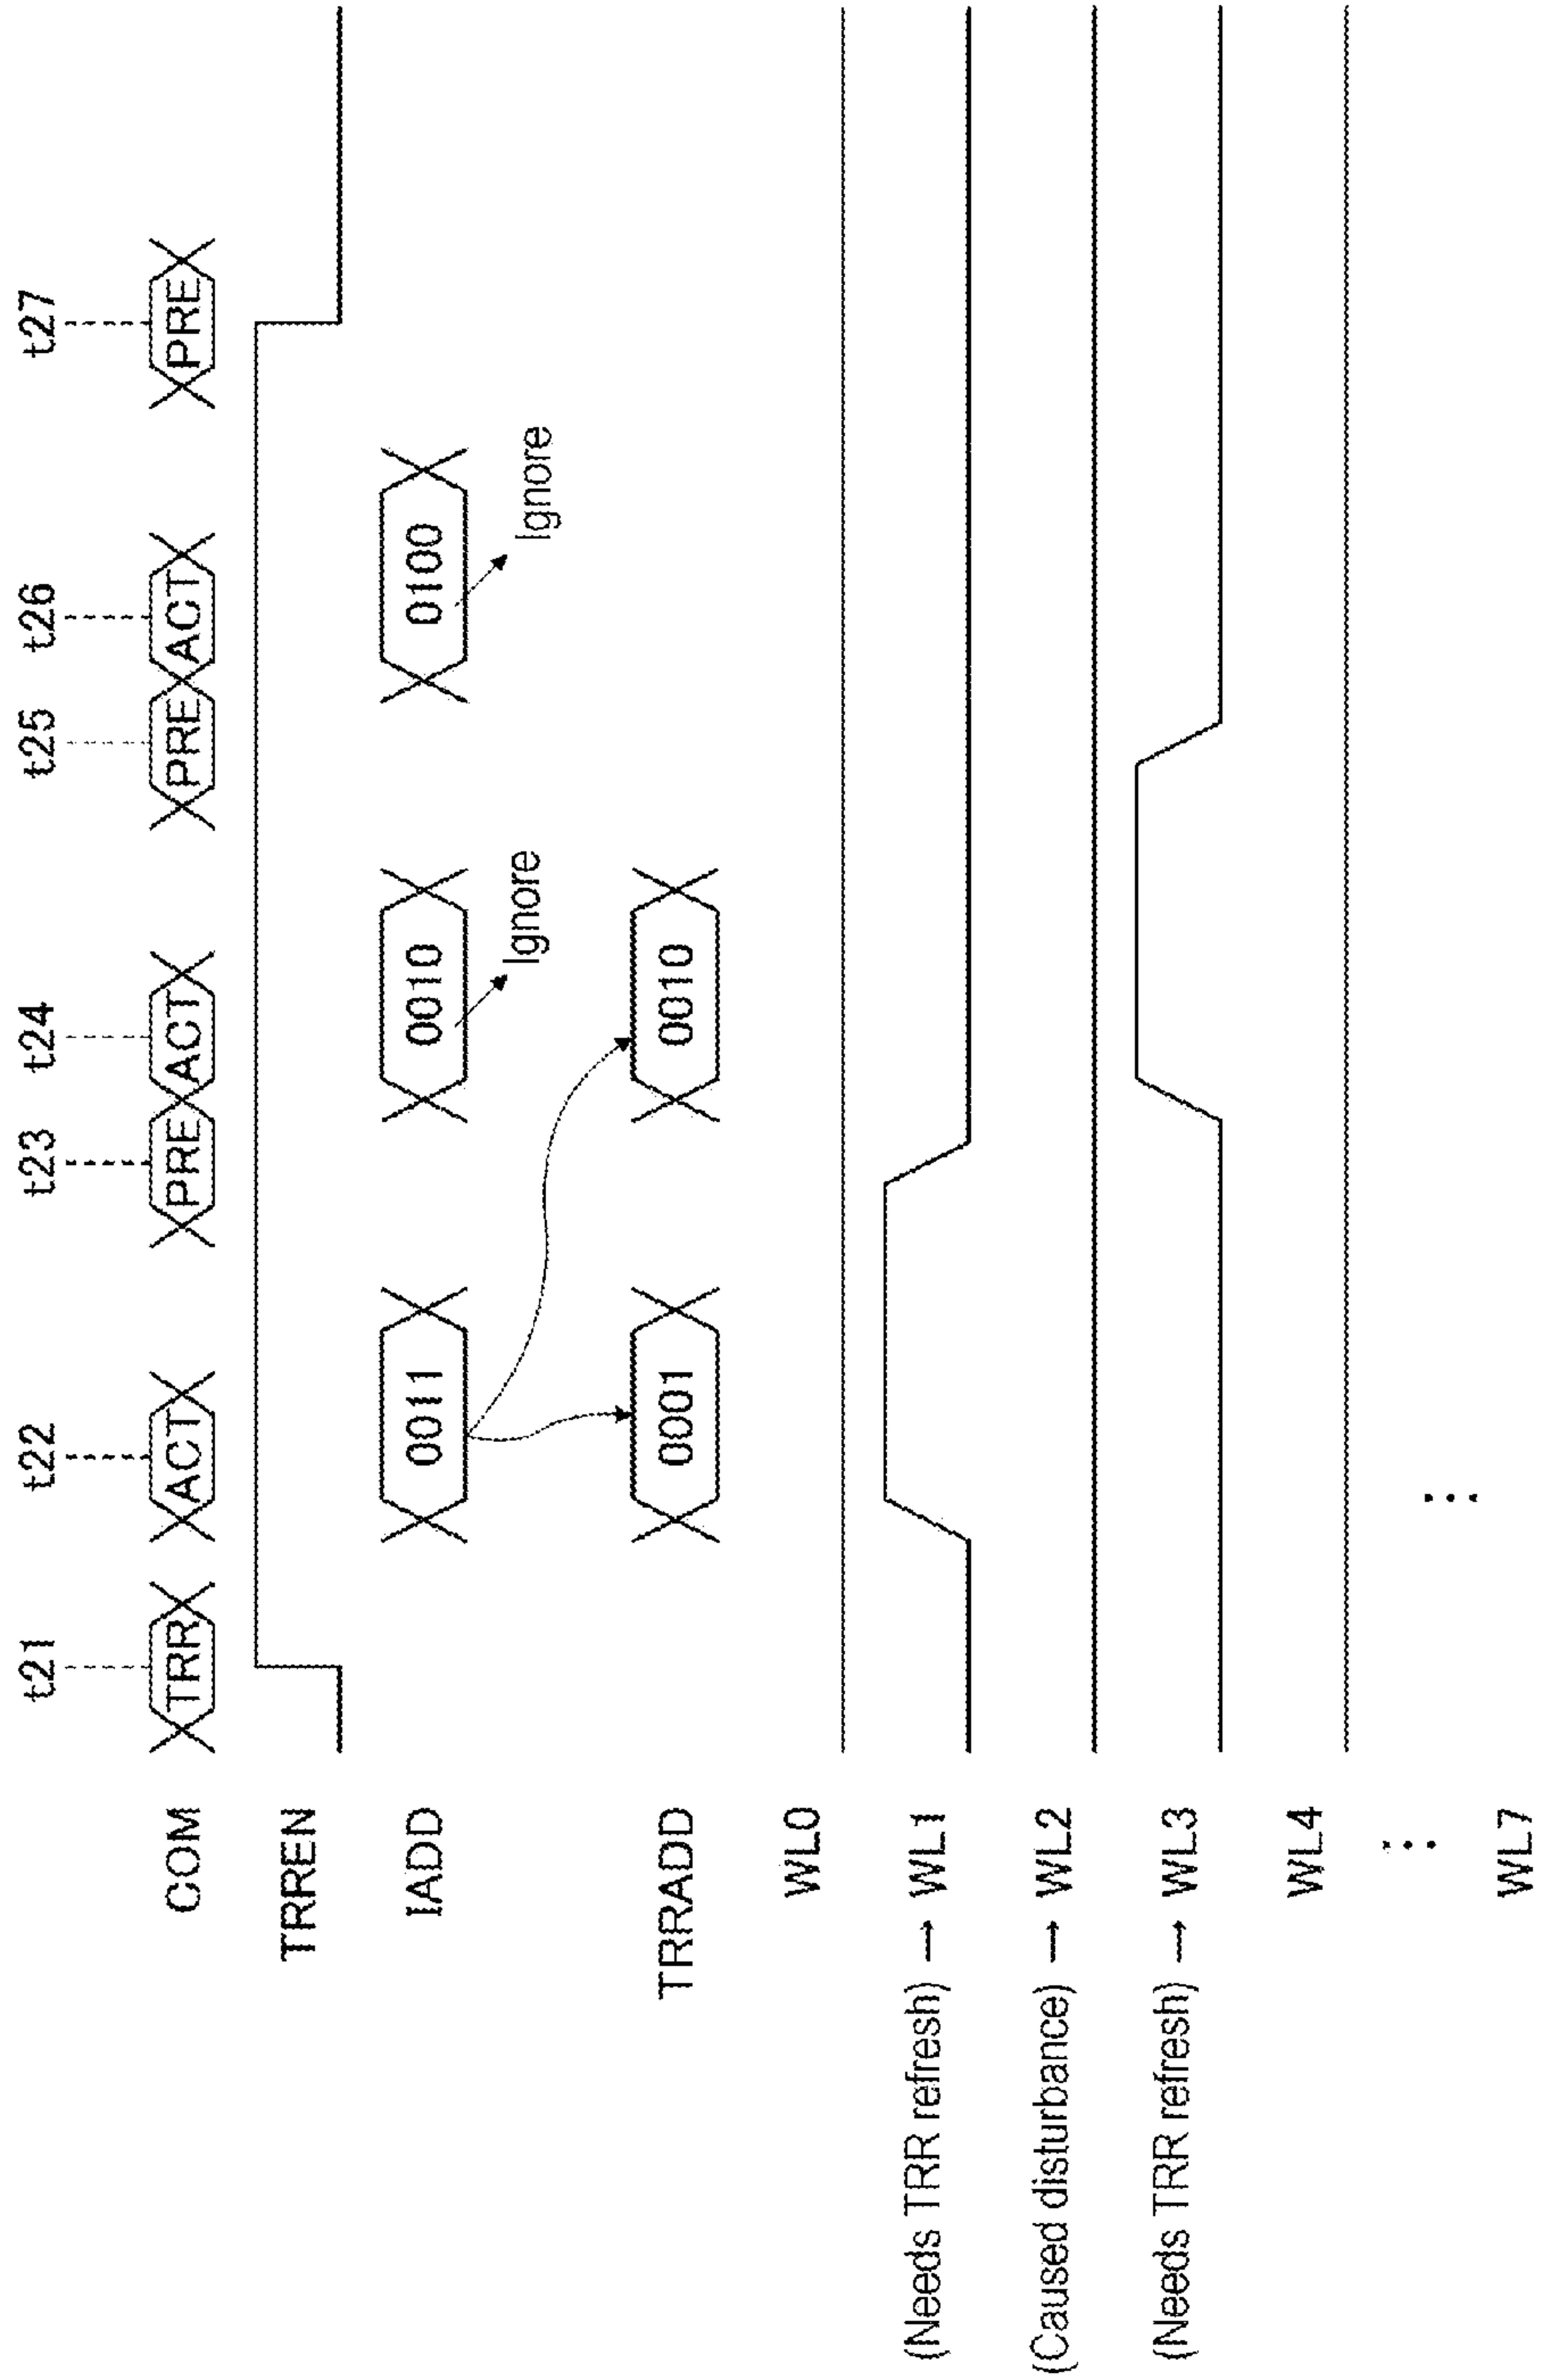 t21 t22 t23 t24 t25 t26 t27
COM TRR ACT PRE ACT PRE ACT PRE
TRREN
IADD 0011 0010 0100
Ignore Ignore
TRRADD 0001 0010
WL0
(Needs TRR refresh) → WL1
(Caused disturbance) → WL2
(Needs TRR refresh) → WL3
WL4
WL7